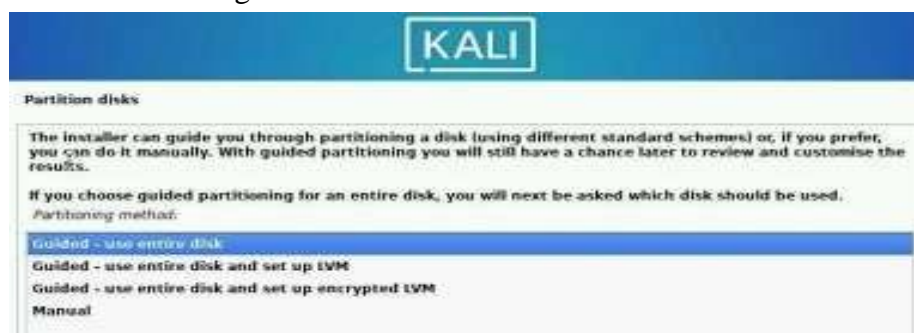 KALI
Partition disks
The installer can guide you through partitioning a disk (using different standard schemes) or, if you prefer,
you can do it manually. With guided partitioning you will still have a chance later to review and customise the
results.
If you choose guided partitioning for an entire disk, you will next be asked which disk should be used.
Partitioning method:
Guided - use entire disk
Guided - use entire disk and set up LVM
Guided - use entire disk and set up encrypted LVM
Manual